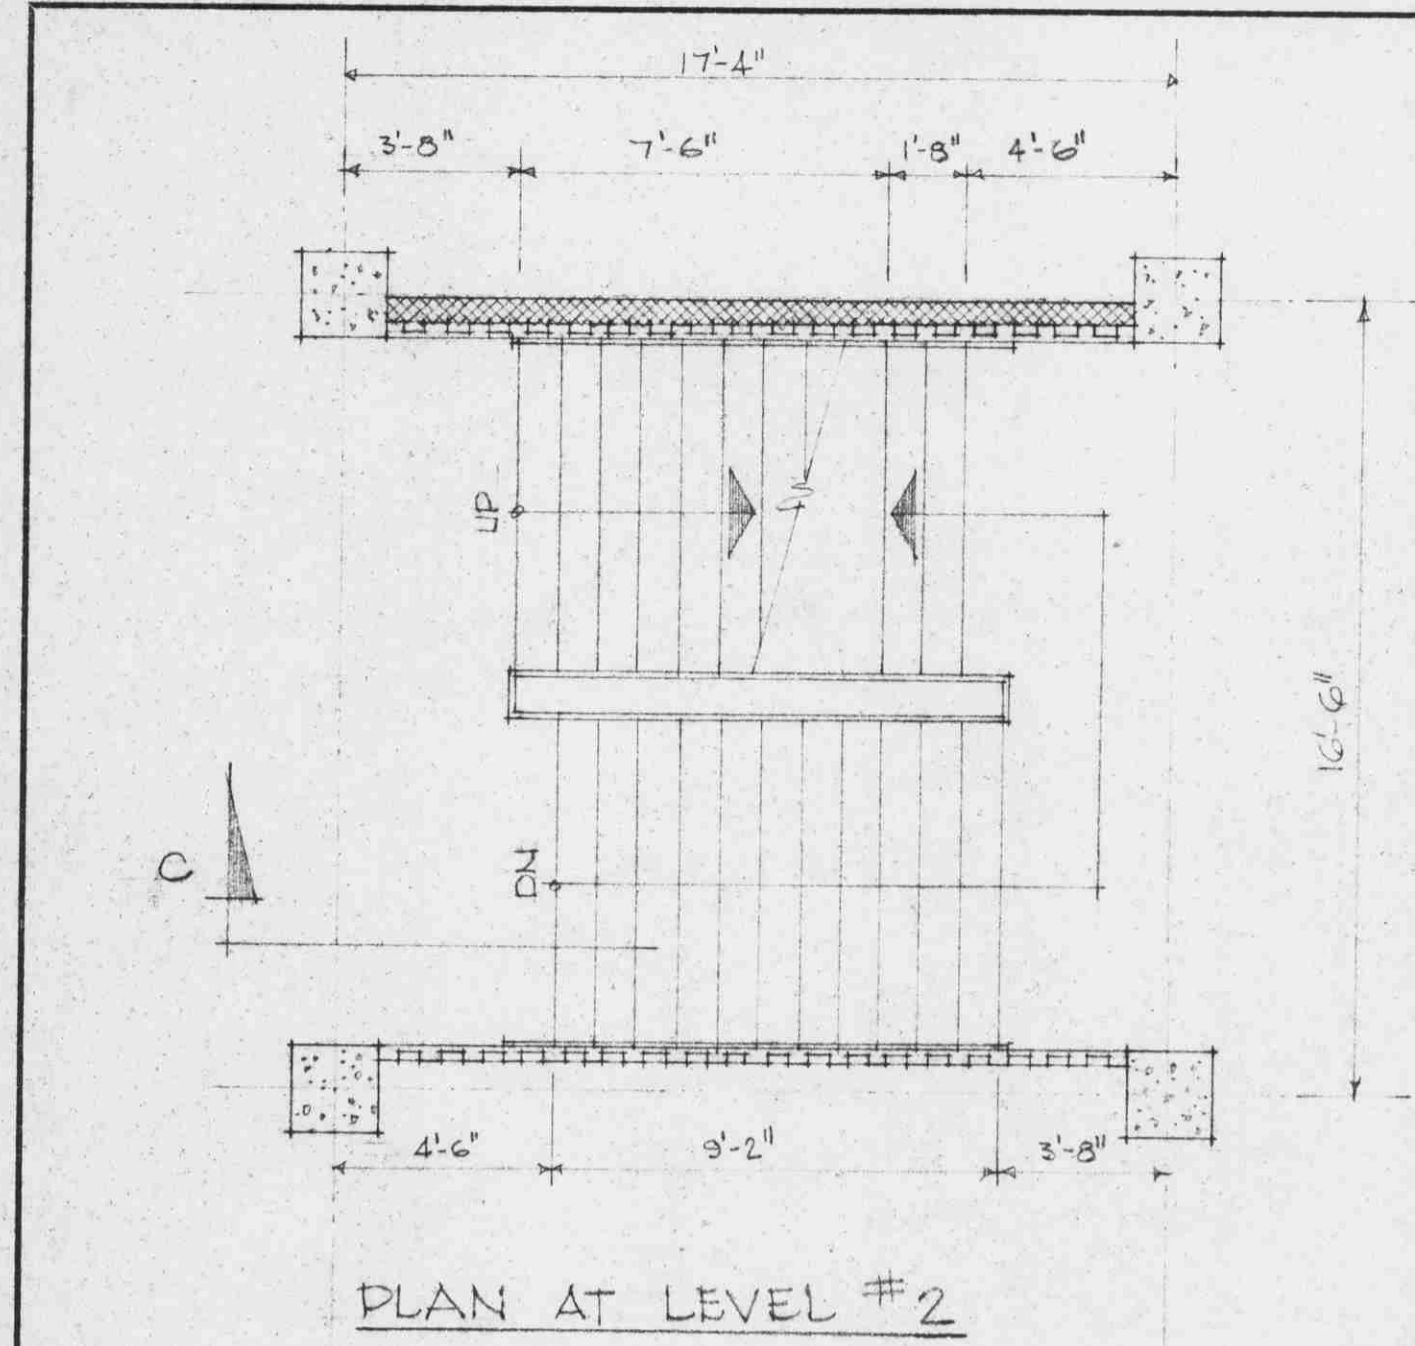 17'-4"
3'-8" 7'-6" 1'-8" 4'-6"
UP
16'-6"
C
DN
4'-6" 9'-2" 3'-8"
PLAN AT LEVEL #2